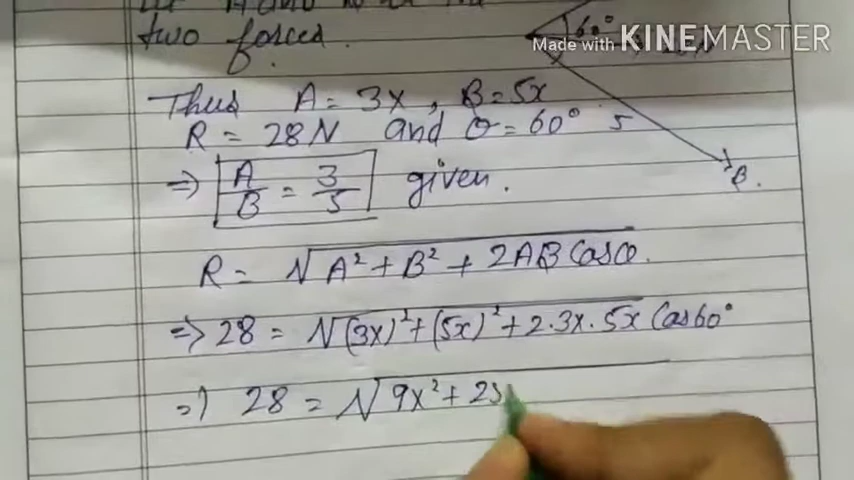 two forces.
60°
Made with KINEMASTER
Thus A = 3x , B = 5x
R = 28N and θ = 60° 5
⇒ A/B = 3/5 given.
B.
R = √A² + B² + 2AB Cosθ.
⇒ 28 = √(3x)² + (5x)² + 2.3x.5x Cos60°
⇒ 28 = √9x² + 25